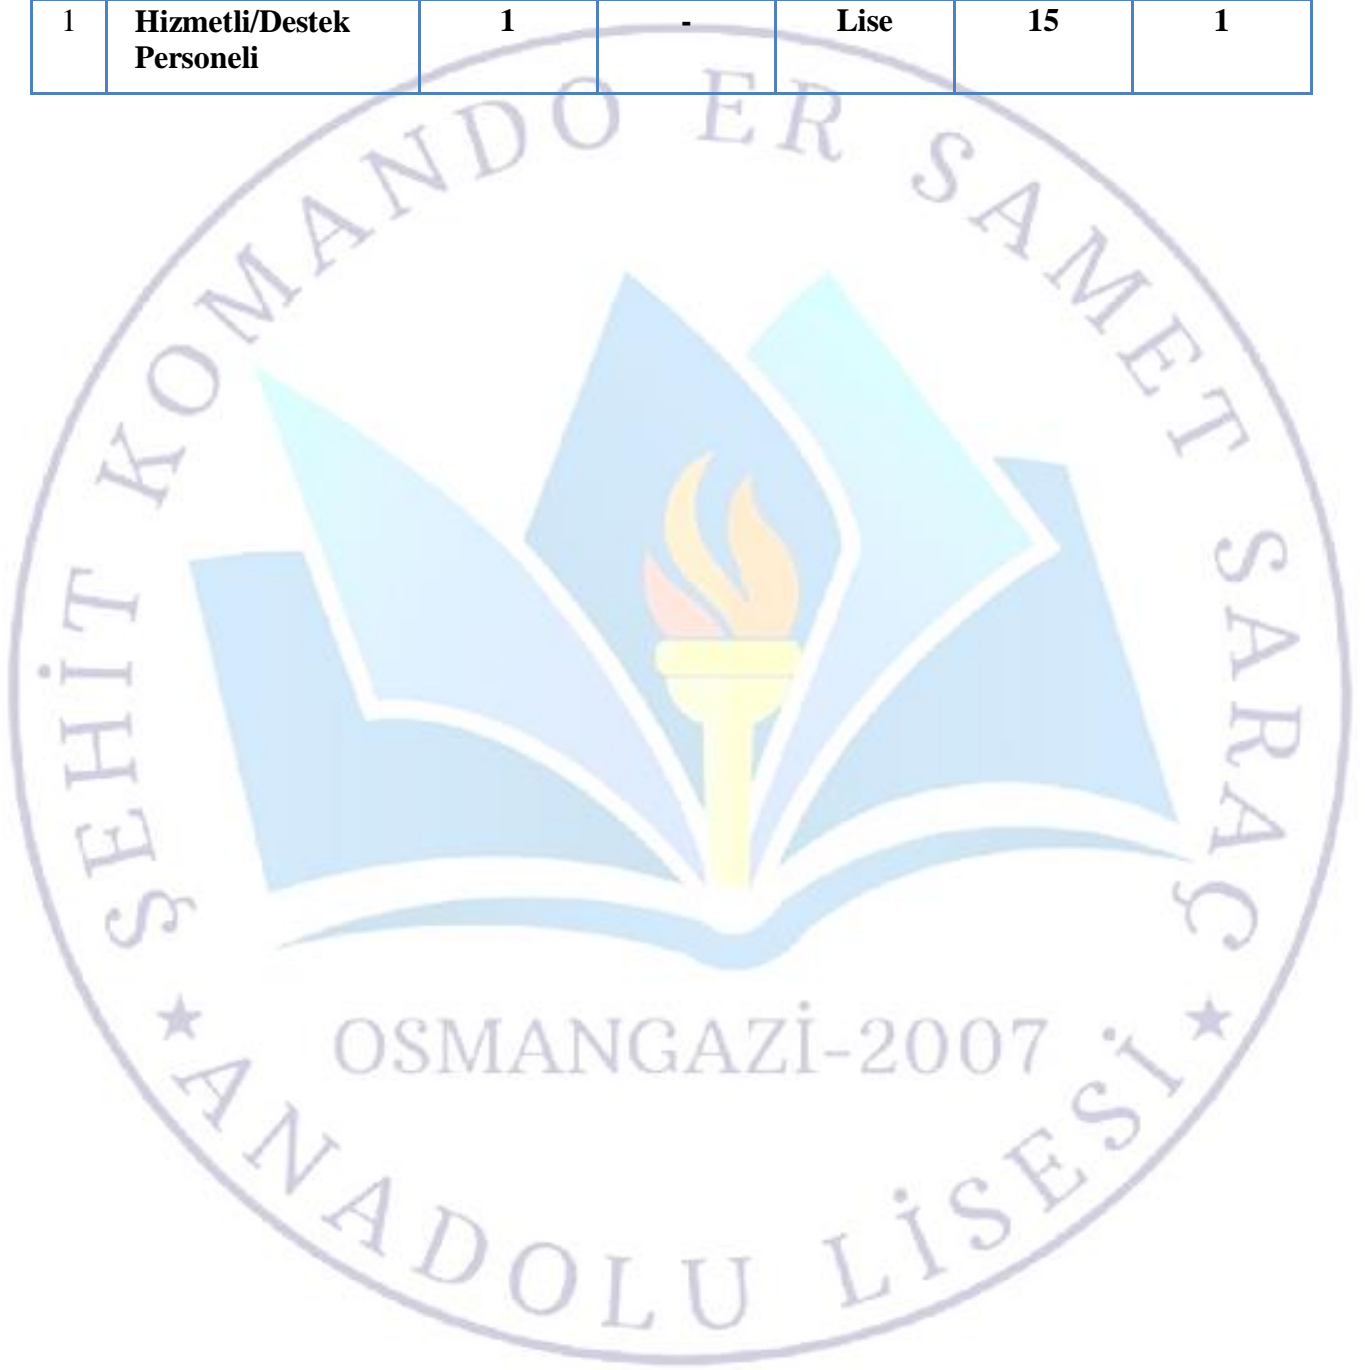 1 Hizmetli/Destek Personeli 1 - Lise 15 1
ŞEHİT KOMANDO ER SAMET SARAÇ
OSMANGAZİ-2007
★ ANADOLU LİSESİ ★